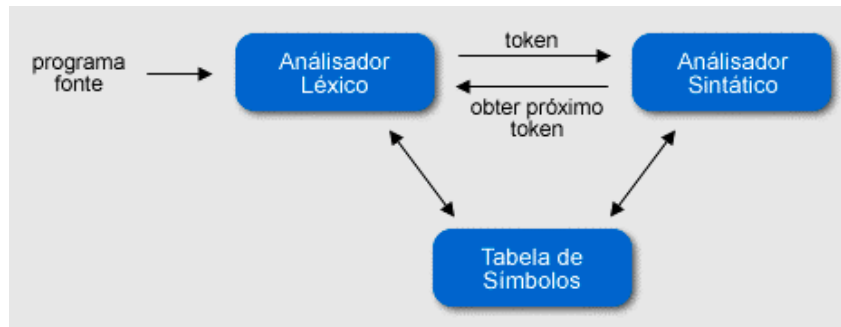 programa
fonte
Análisador
Léxico
token
obter próximo
token
Análisador
Sintático
Tabela de
Símbolos